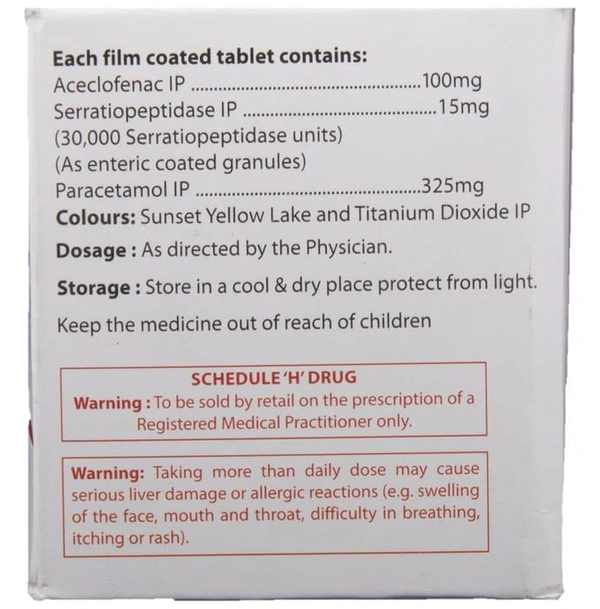 Each film coated tablet contains:
Aceclofenac IP ................................................100mg
Serratiopeptidase IP ........................................15mg
(30,000 Serratiopeptidase units)
(As enteric coated granules)
Paracetamol IP ...............................................325mg
Colours: Sunset Yellow Lake and Titanium Dioxide IP
Dosage : As directed by the Physician.
Storage : Store in a cool & dry place protect from light.
Keep the medicine out of reach of children
SCHEDULE 'H' DRUG
Warning : To be sold by retail on the prescription of a
Registered Medical Practitioner only.
Warning: Taking more than daily dose may cause
serious liver damage or allergic reactions (e.g. swelling
of the face, mouth and throat, difficulty in breathing,
itching or rash).